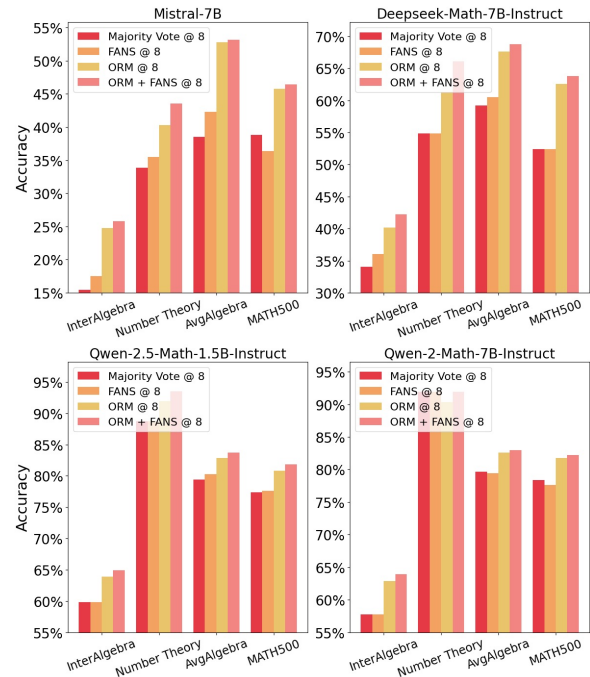 Mistral-7B
Deepseek-Math-7B-Instruct
Accuracy
55%
50%
45%
40%
35%
30%
25%
20%
15%
Majority Vote @ 8
FANS @ 8
ORM @ 8
ORM + FANS @ 8
InterAlgebra
Number Theory
AvgAlgebra
MATH500
70%
65%
60%
55%
50%
45%
40%
35%
30%
Majority Vote @ 8
FANS @ 8
ORM @ 8
ORM + FANS @ 8
InterAlgebra
Number Theory
AvgAlgebra
MATH500
Qwen-2.5-Math-1.5B-Instruct
Qwen-2-Math-7B-Instruct
Accuracy
95%
90%
85%
80%
75%
70%
65%
60%
55%
Majority Vote @ 8
FANS @ 8
ORM @ 8
ORM + FANS @ 8
InterAlgebra
Number Theory
AvgAlgebra
MATH500
95%
90%
85%
80%
75%
70%
65%
60%
55%
Majority Vote @ 8
FANS @ 8
ORM @ 8
ORM + FANS @ 8
InterAlgebra
Number Theory
AvgAlgebra
MATH500